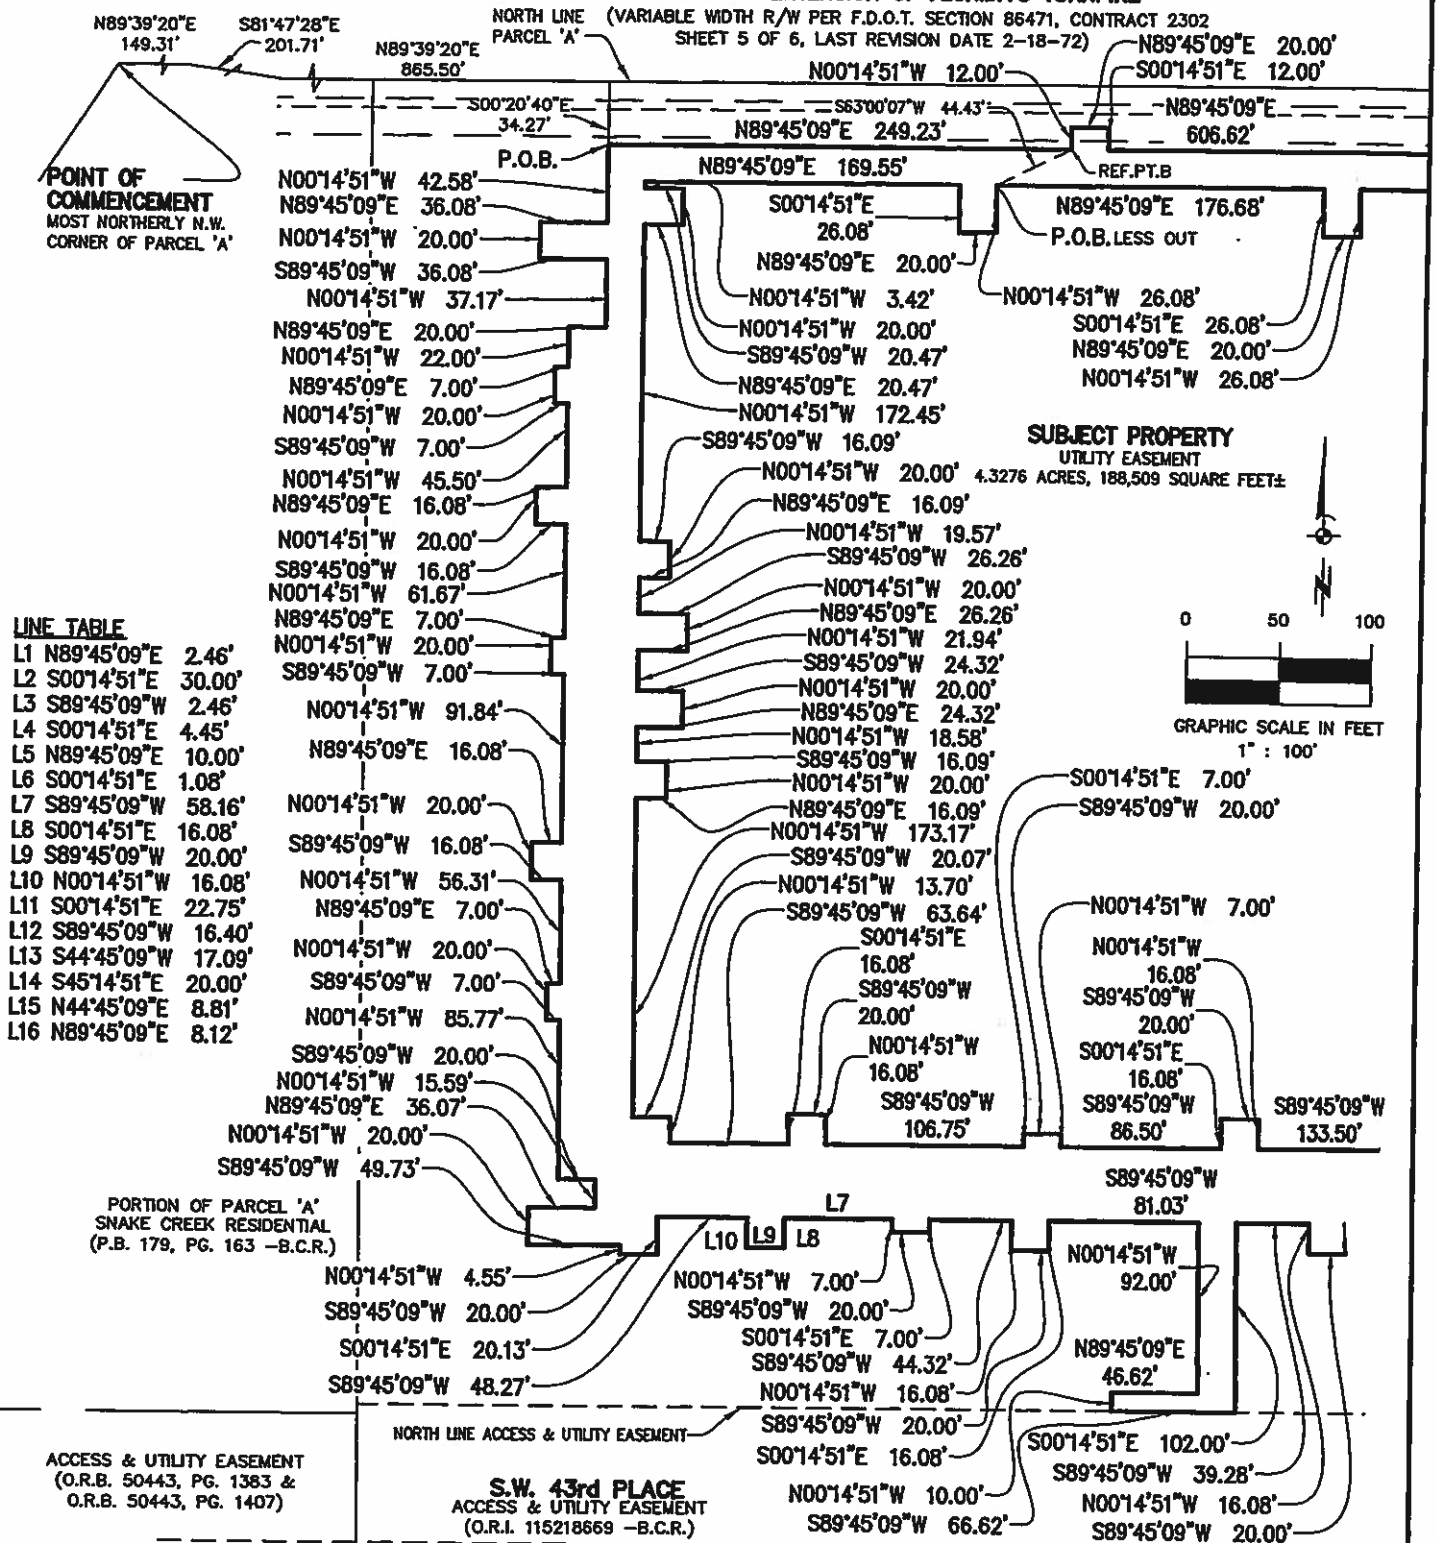 NORTH LINE
PARCEL 'A'
(VARIABLE WIDTH R/W PER F.D.O.T. SECTION 86471, CONTRACT 2302
SHEET 5 OF 6, LAST REVISION DATE 2-18-72)
N89°39'20"E
149.31'
S81°47'28"E
201.71'
N89°39'20"E
865.50'
N89°45'09"E 20.00'
N00°14'51"W 12.00'
S00°14'51"E 12.00'
S00°20'40"E
34.27'
S63°00'07"W 44.43'
N89°45'09"E
606.62'
N89°45'09"E 249.23'
P.O.B.
N89°45'09"E 169.55'
REF.PT.B
POINT OF
COMMENCEMENT
MOST NORTHERLY N.W.
CORNER OF PARCEL 'A'
N00°14'51"W 42.58'
N89°45'09"E 36.08'
N00°14'51"W 20.00'
S89°45'09"W 36.08'
N00°14'51"W 37.17'
N89°45'09"E 20.00'
N00°14'51"W 22.00'
N89°45'09"E 7.00'
N00°14'51"W 20.00'
S89°45'09"W 7.00'
N00°14'51"W 45.50'
N89°45'09"E 16.08'
N00°14'51"W 20.00'
S89°45'09"W 16.08'
N00°14'51"W 61.67'
N89°45'09"E 7.00'
N00°14'51"W 20.00'
S89°45'09"W 7.00'
N00°14'51"W 91.84'
N89°45'09"E 16.08'
N00°14'51"W 20.00'
S89°45'09"W 16.08'
N00°14'51"W 56.31'
N89°45'09"E 7.00'
N00°14'51"W 20.00'
S89°45'09"W 7.00'
N00°14'51"W 85.77'
S89°45'09"W 20.00'
N00°14'51"W 15.59'
N89°45'09"E 36.07'
N00°14'51"W 20.00'
S89°45'09"W 49.73'
S00°14'51"E
26.08'
N89°45'09"E 20.00'
N89°45'09"E 176.68'
P.O.B. LESS OUT
N00°14'51"W 3.42'
N00°14'51"W 26.08'
N00°14'51"W 20.00'
S00°14'51"E 26.08'
S89°45'09"W 20.47'
N89°45'09"E 20.00'
N89°45'09"E 20.47'
N00°14'51"W 26.08'
N00°14'51"W 172.45'
S89°45'09"W 16.09'
SUBJECT PROPERTY
UTILITY EASEMENT
4.3276 ACRES, 188,509 SQUARE FEET±
N00°14'51"W 20.00'
N89°45'09"E 16.09'
N00°14'51"W 19.57'
S89°45'09"W 26.26'
N00°14'51"W 20.00'
N89°45'09"E 26.26'
N00°14'51"W 21.94'
S89°45'09"W 24.32'
N00°14'51"W 20.00'
N89°45'09"E 24.32'
N00°14'51"W 18.58'
S89°45'09"W 16.09'
N00°14'51"W 20.00'
N89°45'09"E 16.09'
N00°14'51"W 173.17'
S89°45'09"W 20.07'
N00°14'51"W 13.70'
S89°45'09"W 63.64'
N
0 50 100
GRAPHIC SCALE IN FEET
1" : 100'
LINE TABLE
L1 N89°45'09"E 2.46'
L2 S00°14'51"E 30.00'
L3 S89°45'09"W 2.46'
L4 S00°14'51"E 4.45'
L5 N89°45'09"E 10.00'
L6 S00°14'51"E 1.08'
L7 S89°45'09"W 58.16'
L8 S00°14'51"E 16.08'
L9 S89°45'09"W 20.00'
L10 N00°14'51"W 16.08'
L11 S00°14'51"E 22.75'
L12 S89°45'09"W 16.40'
L13 S44°45'09"W 17.09'
L14 S45°14'51"E 20.00'
L15 N44°45'09"E 8.81'
L16 N89°45'09"E 8.12'
S00°14'51"E 7.00'
S89°45'09"W 20.00'
N00°14'51"W 7.00'
S00°14'51"E
16.08'
S89°45'09"W
20.00'
N00°14'51"W
16.08'
S89°45'09"W
106.75'
N00°14'51"W
16.08'
S89°45'09"W
20.00'
S00°14'51"E
16.08'
S89°45'09"W
86.50'
S89°45'09"W
133.50'
S89°45'09"W
81.03'
PORTION OF PARCEL 'A'
SNAKE CREEK RESIDENTIAL
(P.B. 179, PG. 163 -B.C.R.)
L7
L10 L9 L8
N00°14'51"W 4.55'
S89°45'09"W 20.00'
S00°14'51"E 20.13'
S89°45'09"W 48.27'
N00°14'51"W 7.00'
S89°45'09"W 20.00'
S00°14'51"E 7.00'
S89°45'09"W 44.32'
N00°14'51"W 16.08'
S89°45'09"W 20.00'
S00°14'51"E 16.08'
N00°14'51"W
92.00'
N89°45'09"E
46.62'
N00°14'51"W 10.00'
S89°45'09"W 66.62'
S00°14'51"E 102.00'
S89°45'09"W 39.28'
N00°14'51"W 16.08'
S89°45'09"W 20.00'
NORTH LINE ACCESS & UTILITY EASEMENT
ACCESS & UTILITY EASEMENT
(O.R.B. 50443, PG. 1383 &
O.R.B. 50443, PG. 1407)
S.W. 43rd PLACE
ACCESS & UTILITY EASEMENT
(O.R.I. 115218669 -B.C.R.)